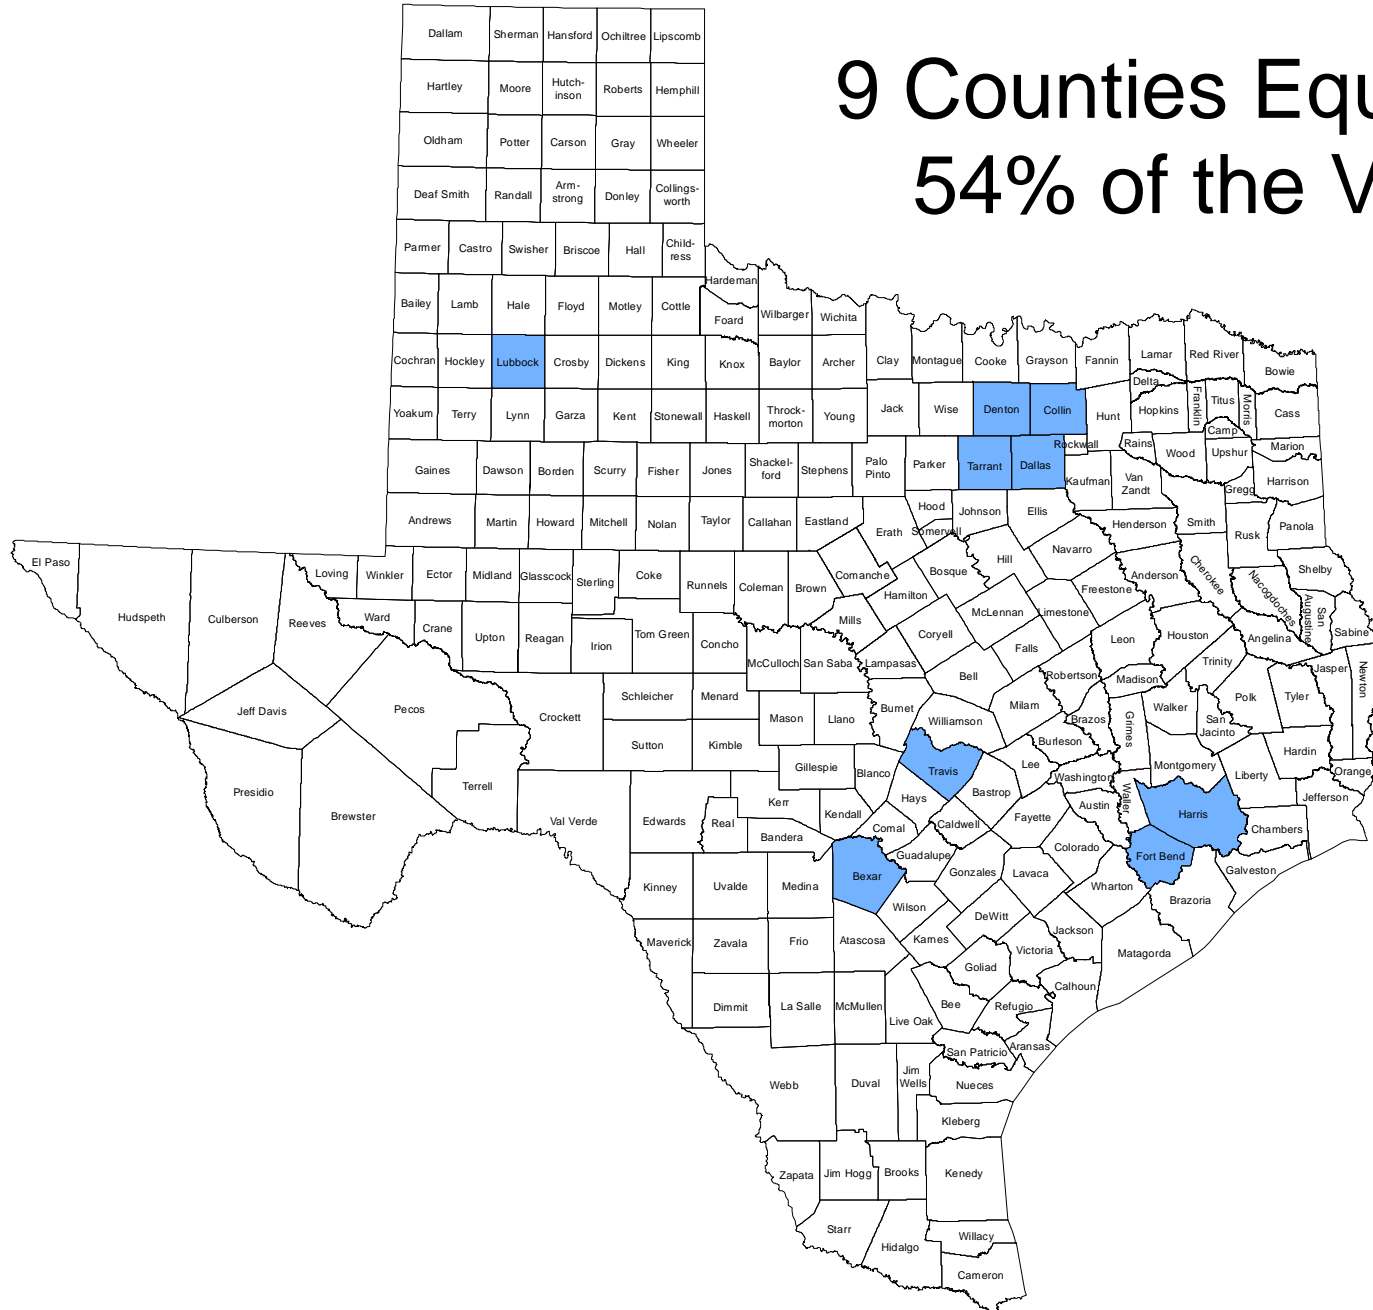 9 Counties Equ
54% of the V
Dallam Sherman Hansford Ochiltree Lipscomb
Hartley Moore Hutch-
inson Roberts Hemphill
Oldham Potter Carson Gray Wheeler
Deaf Smith Randall Arm-
strong Donley Collings-
worth
Parmer Castro Swisher Briscoe Hall Child-
ress
Hardeman
Bailey Lamb Hale Floyd Motley Cottle Foard Wilbarger Wichita
Cochran Hockley Lubbock Crosby Dickens King Knox Baylor Archer Clay Montague Cooke Grayson Fannin Lamar Red River Bowie
Delta
Yoakum Terry Lynn Garza Kent Stonewall Haskell Throck-
morton Young Jack Wise Denton Collin Hunt Hopkins Franklin Titus Morris Cass
Camp
Rockwall Rains Wood Upshur Marion
Gaines Dawson Borden Scurry Fisher Jones Shackel-
ford Stephens Palo
Pinto Parker Tarrant Dallas Kaufman Van
Zandt Gregg Harrison
Andrews Martin Howard Mitchell Nolan Taylor Callahan Eastland Erath Hood Somervell Johnson Ellis Henderson Smith Rusk Panola
El Paso Hudspeth Culberson Reeves Loving Winkler Ector Midland Glasscock Sterling Coke Runnels Coleman Brown Comanche Hamilton Bosque Hill Navarro Freestone Anderson Cherokee Nacogdoches Shelby
San
Augustine Sabine
Ward Crane Upton Reagan Irion Tom Green Concho McCulloch San Saba Mills Lampasas Coryell McLennan Limestone Falls Leon Houston Angelina
Trinity Jasper Newton
Jeff Davis Pecos Crockett Schleicher Menard Mason Llano Burnet Bell Milam Robertson Madison Walker Polk Tyler
San
Jacinto
Sutton Kimble Williamson Brazos Grimes
Burleson
Presidio Brewster Terrell Gillespie Blanco Travis Lee Washington Montgomery Liberty Hardin Orange
Val Verde Edwards Real Kerr Kendall Hays Bastrop Austin Waller Harris Jefferson
Bandera Comal Caldwell Fayette Chambers
Kinney Uvalde Medina Bexar Guadalupe Gonzales Lavaca Colorado Fort Bend Galveston
Wilson Wharton Brazoria
Maverick Zavala Frio Atascosa Karnes DeWitt Jackson Matagorda
Victoria
Goliad
Dimmit La Salle McMullen Live Oak Bee Refugio Calhoun
San Patricio Aransas
Webb Duval Jim
Wells Nueces
Kleberg
Zapata Jim Hogg Brooks Kenedy
Starr Hidalgo Willacy
Cameron